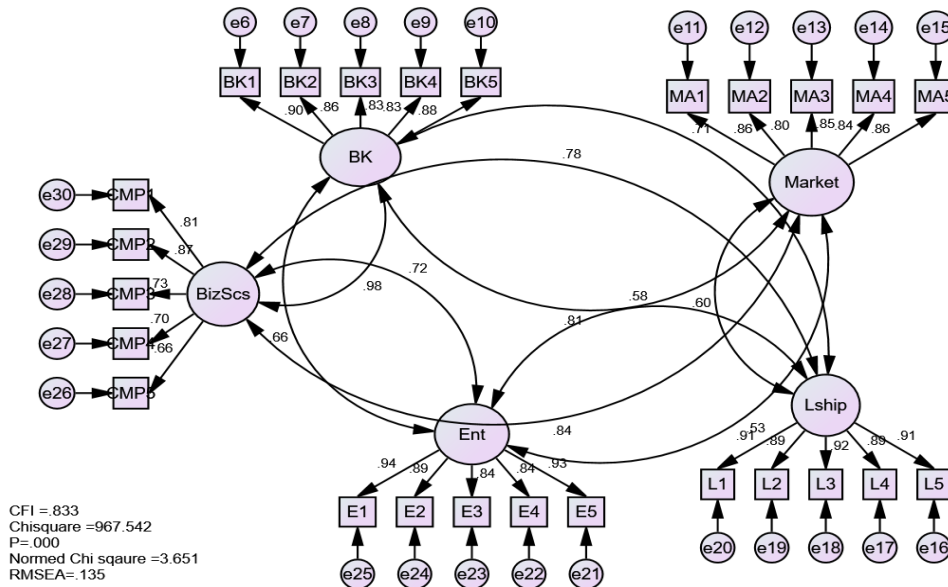 e6 e7 e8 e9 e10
BK1 BK2 BK3 BK4 BK5
.90 .86 .83 .83 .88
BK
e11 e12 e13 e14 e15
MA1 MA2 MA3 MA4 MA5
.71 .86 .80 .85 .84 .86
Market
.78
e30 CMP1
.81
e29 CMP2
.87
e28 CMP3
.73
e27 CMP4
.70
e26 CMP5
.66
BizScs
.72
.98
.58
.60
.81
.66
.84
.53
Ent
.94 .89 .84 .84 .93
E1 E2 E3 E4 E5
e25 e24 e23 e22 e21
Lship
.91 .89 .92 .89 .91
L1 L2 L3 L4 L5
e20 e19 e18 e17 e16
CFI =.833
Chisquare =967.542
P=.000
Normed Chi sqaure =3.651
RMSEA=.135